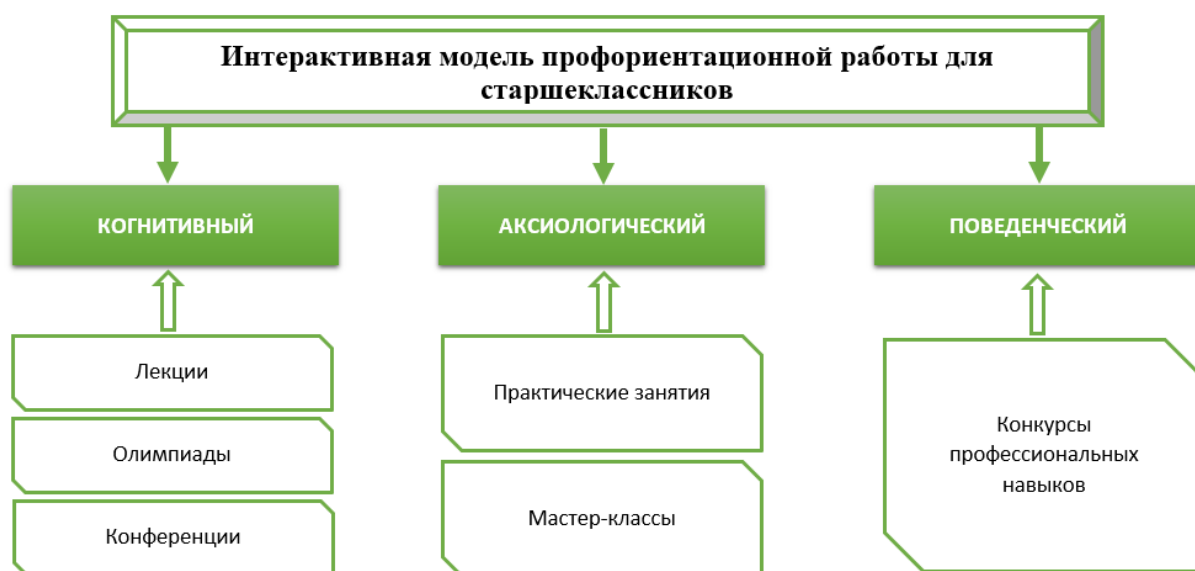 Интерактивная модель профориентационной работы для
старшеклассников
КОГНИТИВНЫЙ
АКСИОЛОГИЧЕСКИЙ
ПОВЕДЕНЧЕСКИЙ
Лекции
Олимпиады
Конференции
Практические занятия
Мастер-классы
Конкурсы
профессиональных
навыков